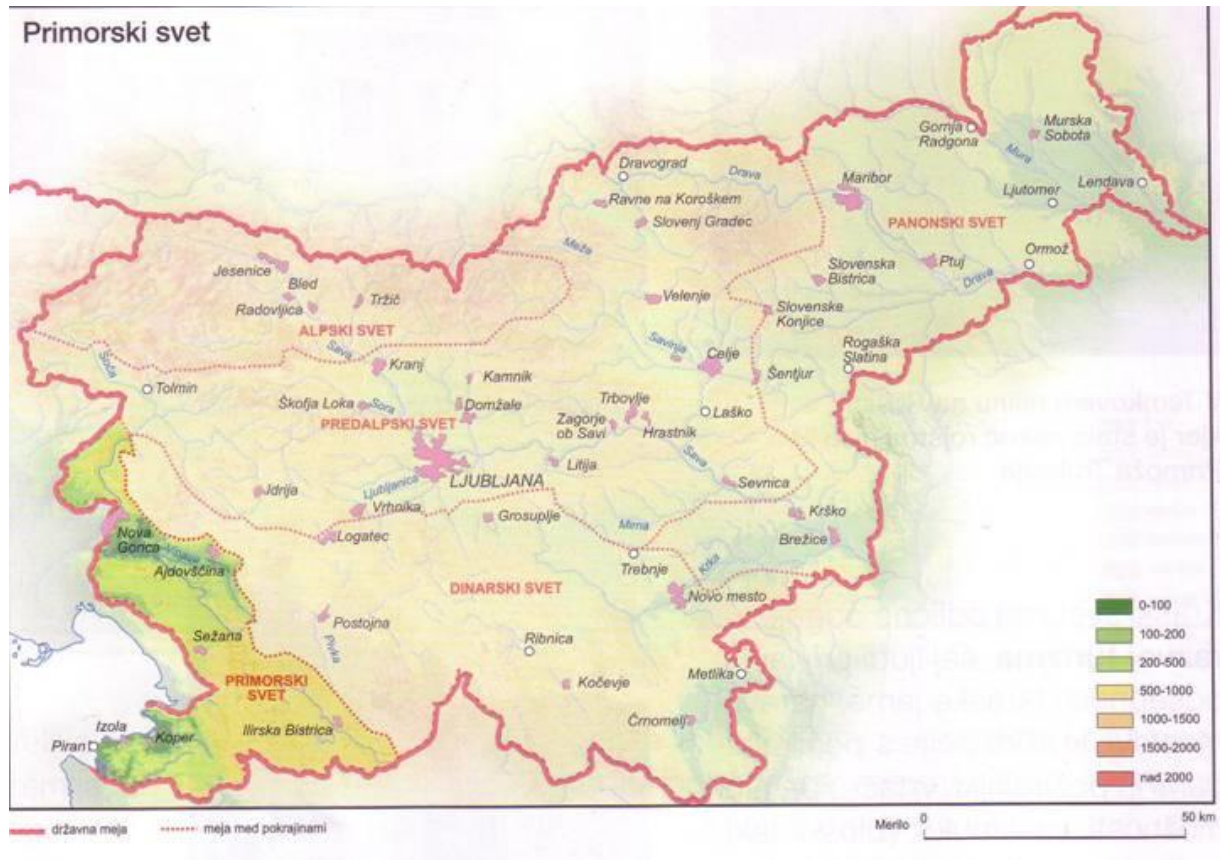 Primorski svet
Gornja
Radgona
Murska
Sobota
Mura
Dravograd
Drava
Maribor
Ljutomer
Lendava
Ravne na Koroškem
Slovenj Gradec
PANONSKI SVET
Meža
Ormož
Jesenice
Bled
Radovljica
Tržič
Slovenska
Bistrica
Ptuj
Drava
Velenje
Slovenske
Konjice
ALPSKI SVET
Sava
Soča
Kranj
Savinja
Celje
Rogaška
Slatina
Tolmin
Kamnik
Šentjur
Škofja Loka
Sora
Domžale
Trbovlje
Laško
PREDALPSKI SVET
Zagorje
ob Savi
Hrastnik
Litija
Sava
LJUBLJANA
Ljubljanica
Idrija
Sevnica
Vrhnika
Grosuplje
Krško
Mirna
Nova
Gorica
Logatec
Brežice
Vipava
Ajdovščina
Trebnje
Krka
DINARSKI SVET
Novo mesto
Postojna
Sežana
Pivka
Ribnica
PRIMORSKI
SVET
Kočevje
Metlika
Izola
Koper
Piran
Ilirska Bistrica
Črnomelj
0-100
100-200
200-500
500-1000
1000-1500
1500-2000
nad 2000
državna meja
meja med pokrajinami
Merilo
0
50 km